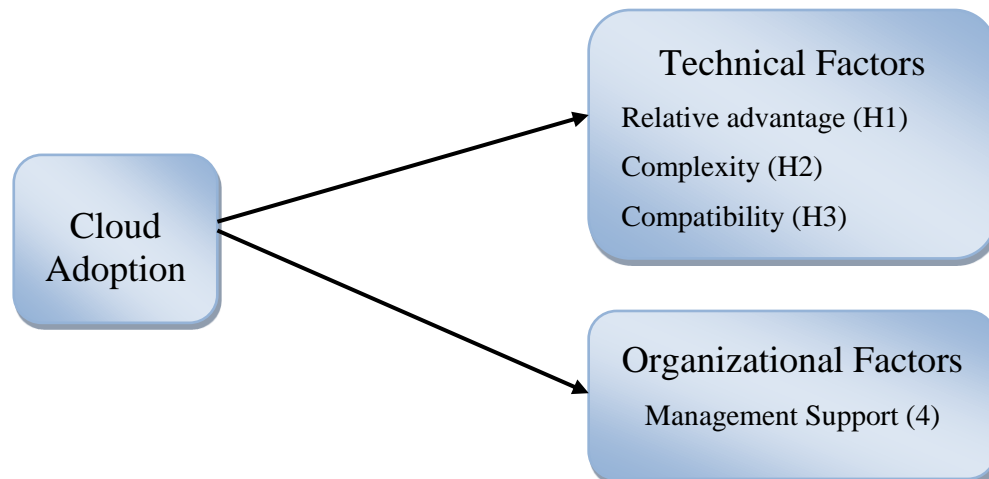 Technical Factors
Relative advantage (H1)
Complexity (H2)
Compatibility (H3)
Cloud
Adoption
Organizational Factors
Management Support (4)